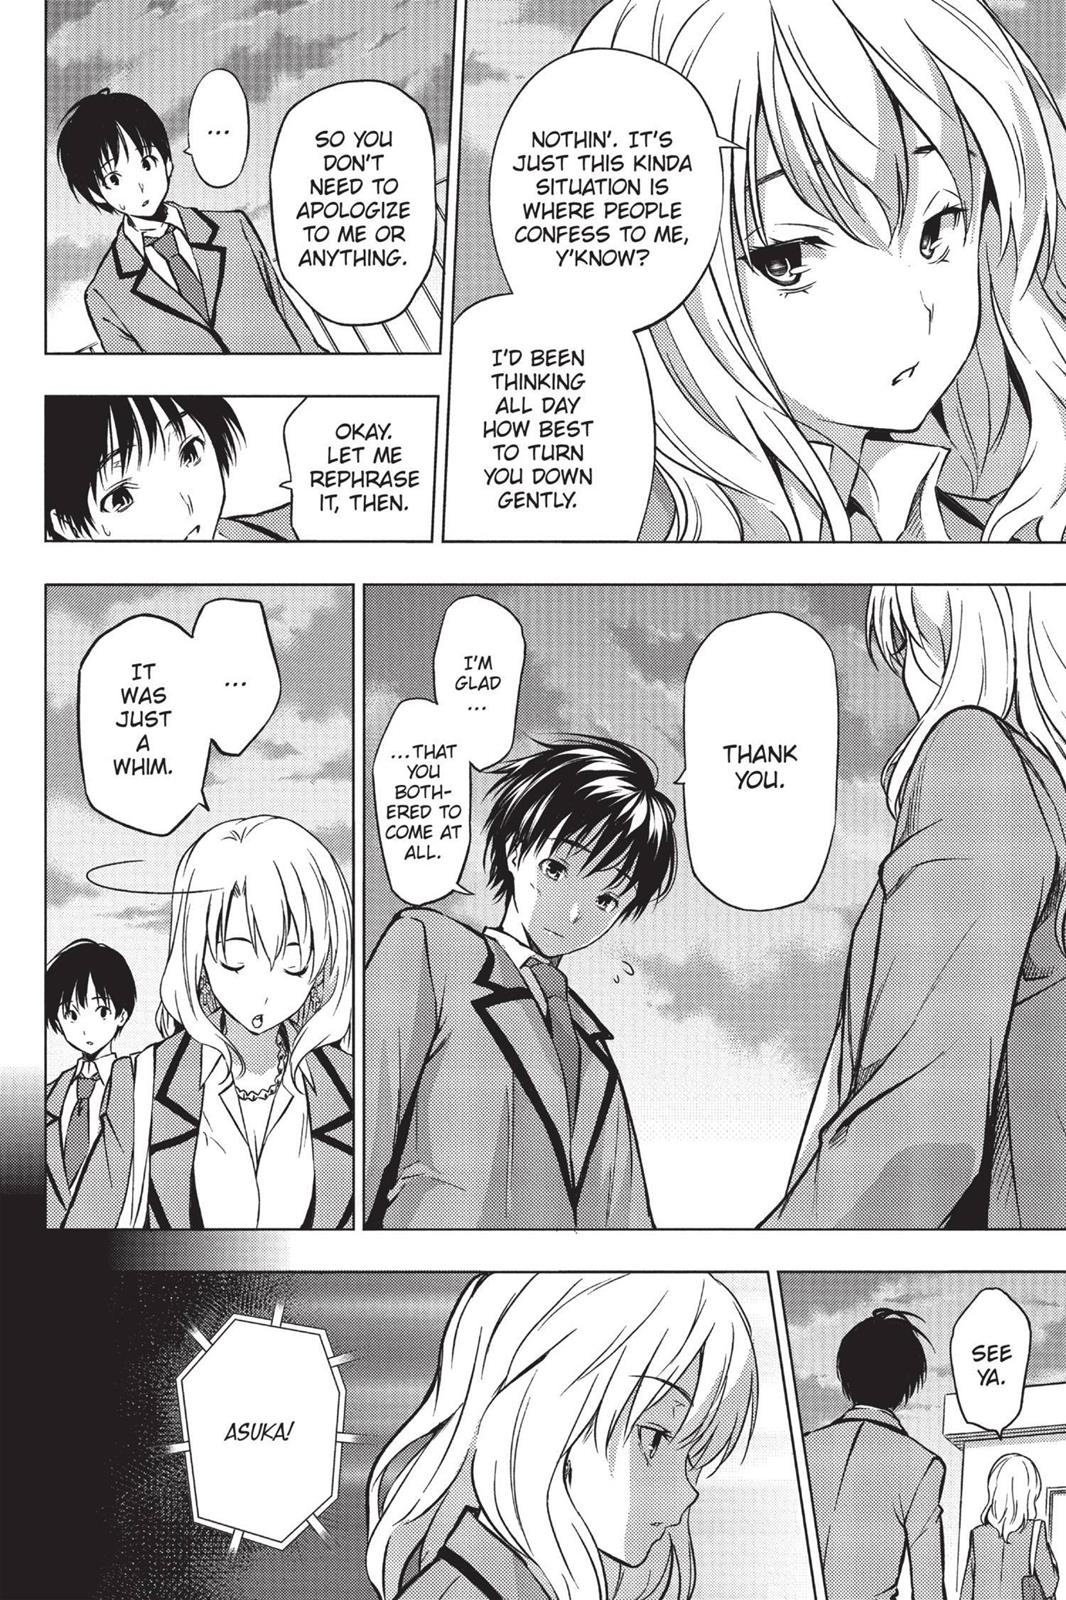 NOTHIN'. IT'S
JUST THIS KINDA
SITUATION IS
WHERE PEOPLE
CONFESS TO ME,
Y'KNOW?
I'D BEEN
THINKING
ALL DAY
HOW BEST
TO TURN
YOU DOWN
GENTLY.
SO YOU
DON'T
NEED TO
APOLOGIZE
TO ME OR
ANYTHING.
...
OKAY.
LET ME
REPHRASE
IT, THEN.
THANK
YOU.
I'M
GLAD
...
...THAT
YOU
BOTH-
ERED TO
COME AT
ALL.
...
IT
WAS
JUST
A
WHIM.
SEE
YA.
ASUKA!